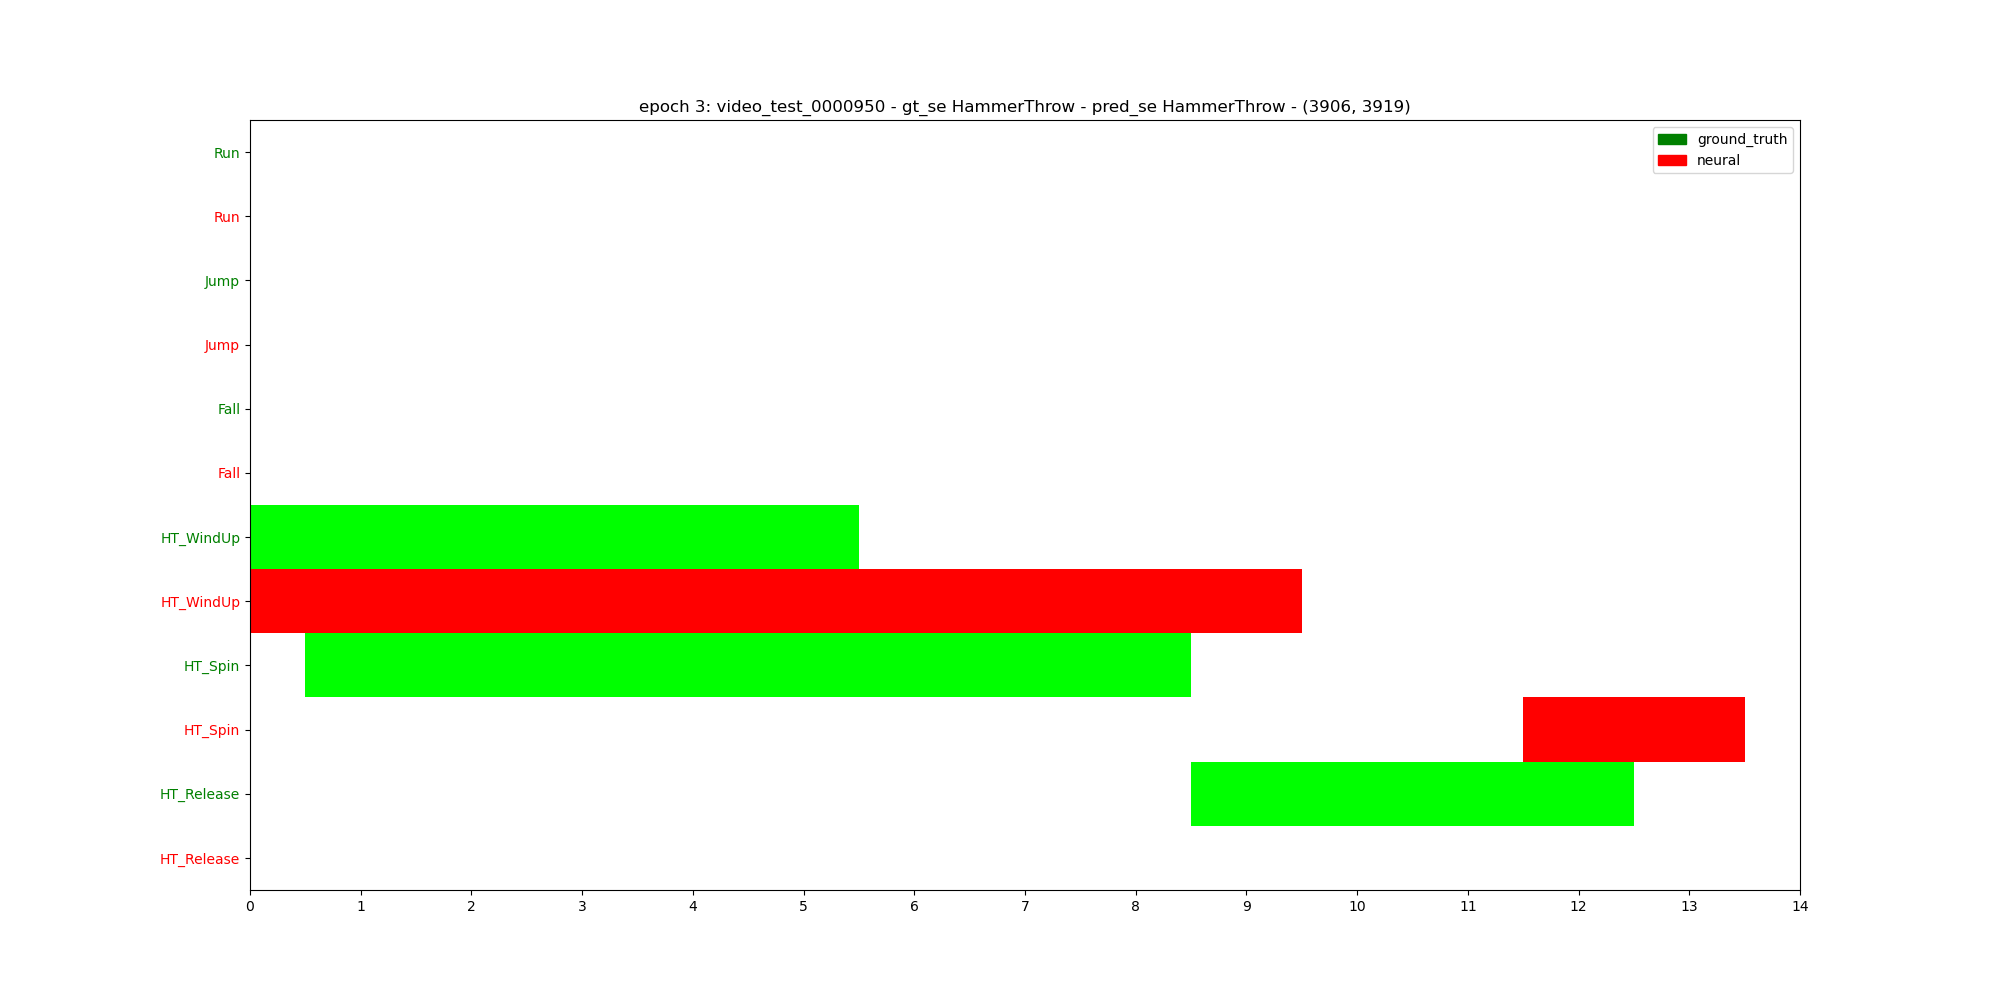 epoch 3: video_test_0000950 - gt_se HammerThrow - pred_se HammerThrow - (3906, 3919)
ground_truth
neural
Run
Run
Jump
Jump
Fall
Fall
HT_WindUp
HT_WindUp
HT_Spin
HT_Spin
HT_Release
HT_Release
0 1 2 3 4 5 6 7 8 9 10 11 12 13 14